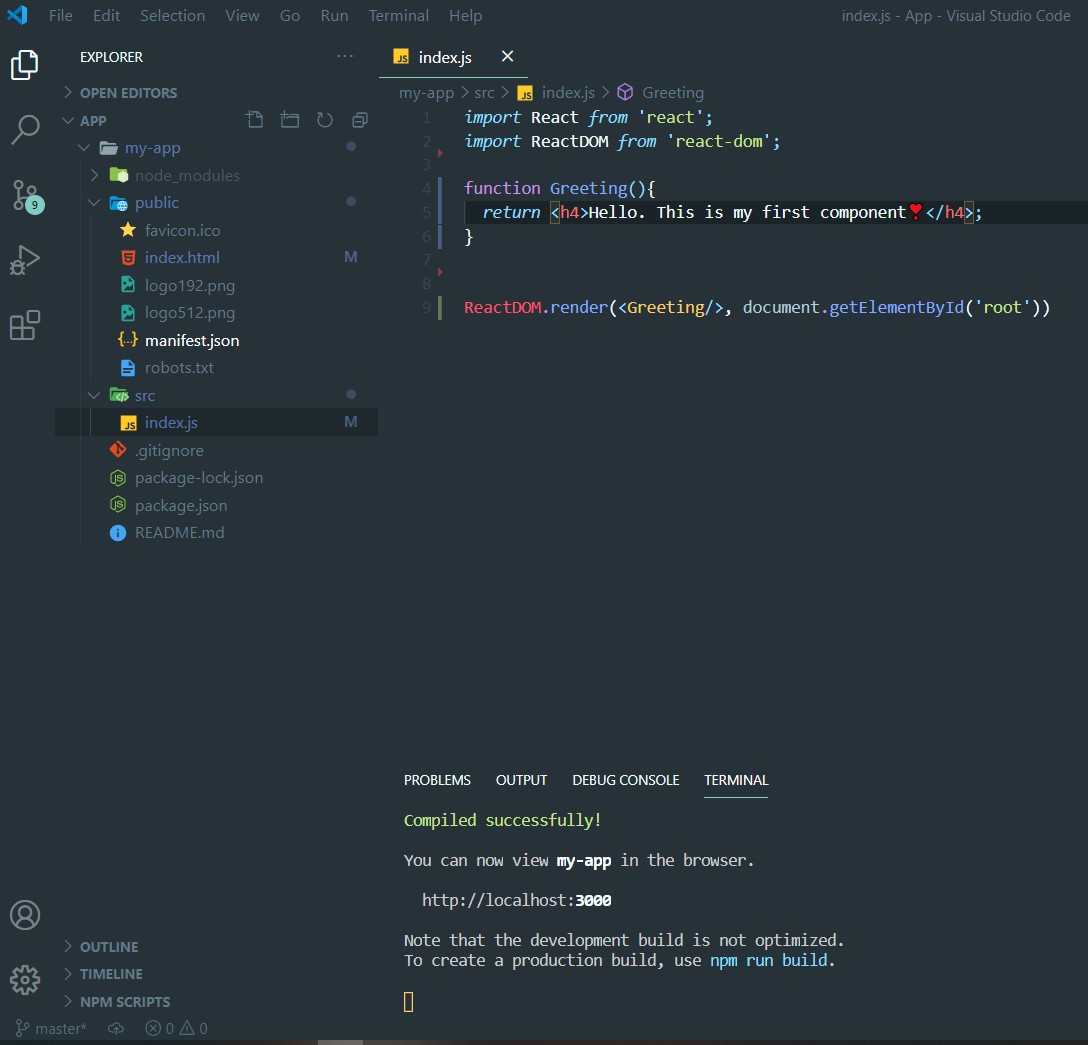 File Edit Selection View Go Run Terminal Help index.js - App - Visual Studio Code
EXPLORER
OPEN EDITORS
APP
my-app
node_modules
public
favicon.ico
index.html M
logo192.png
logo512.png
manifest.json
robots.txt
src
index.js M
.gitignore
package-lock.json
package.json
README.md
9
OUTLINE
TIMELINE
NPM SCRIPTS
master* 0 0
index.js
my-app > src > JS index.js > Greeting
1 import React from 'react';
2 import ReactDOM from 'react-dom';
3
4 function Greeting(){
5 return <h4>Hello. This is my first component❣️</h4>;
6 }
7
8
9 ReactDOM.render(<Greeting/>, document.getElementById('root'))
PROBLEMS OUTPUT DEBUG CONSOLE TERMINAL
Compiled successfully!
You can now view my-app in the browser.
http://localhost:3000
Note that the development build is not optimized.
To create a production build, use npm run build.